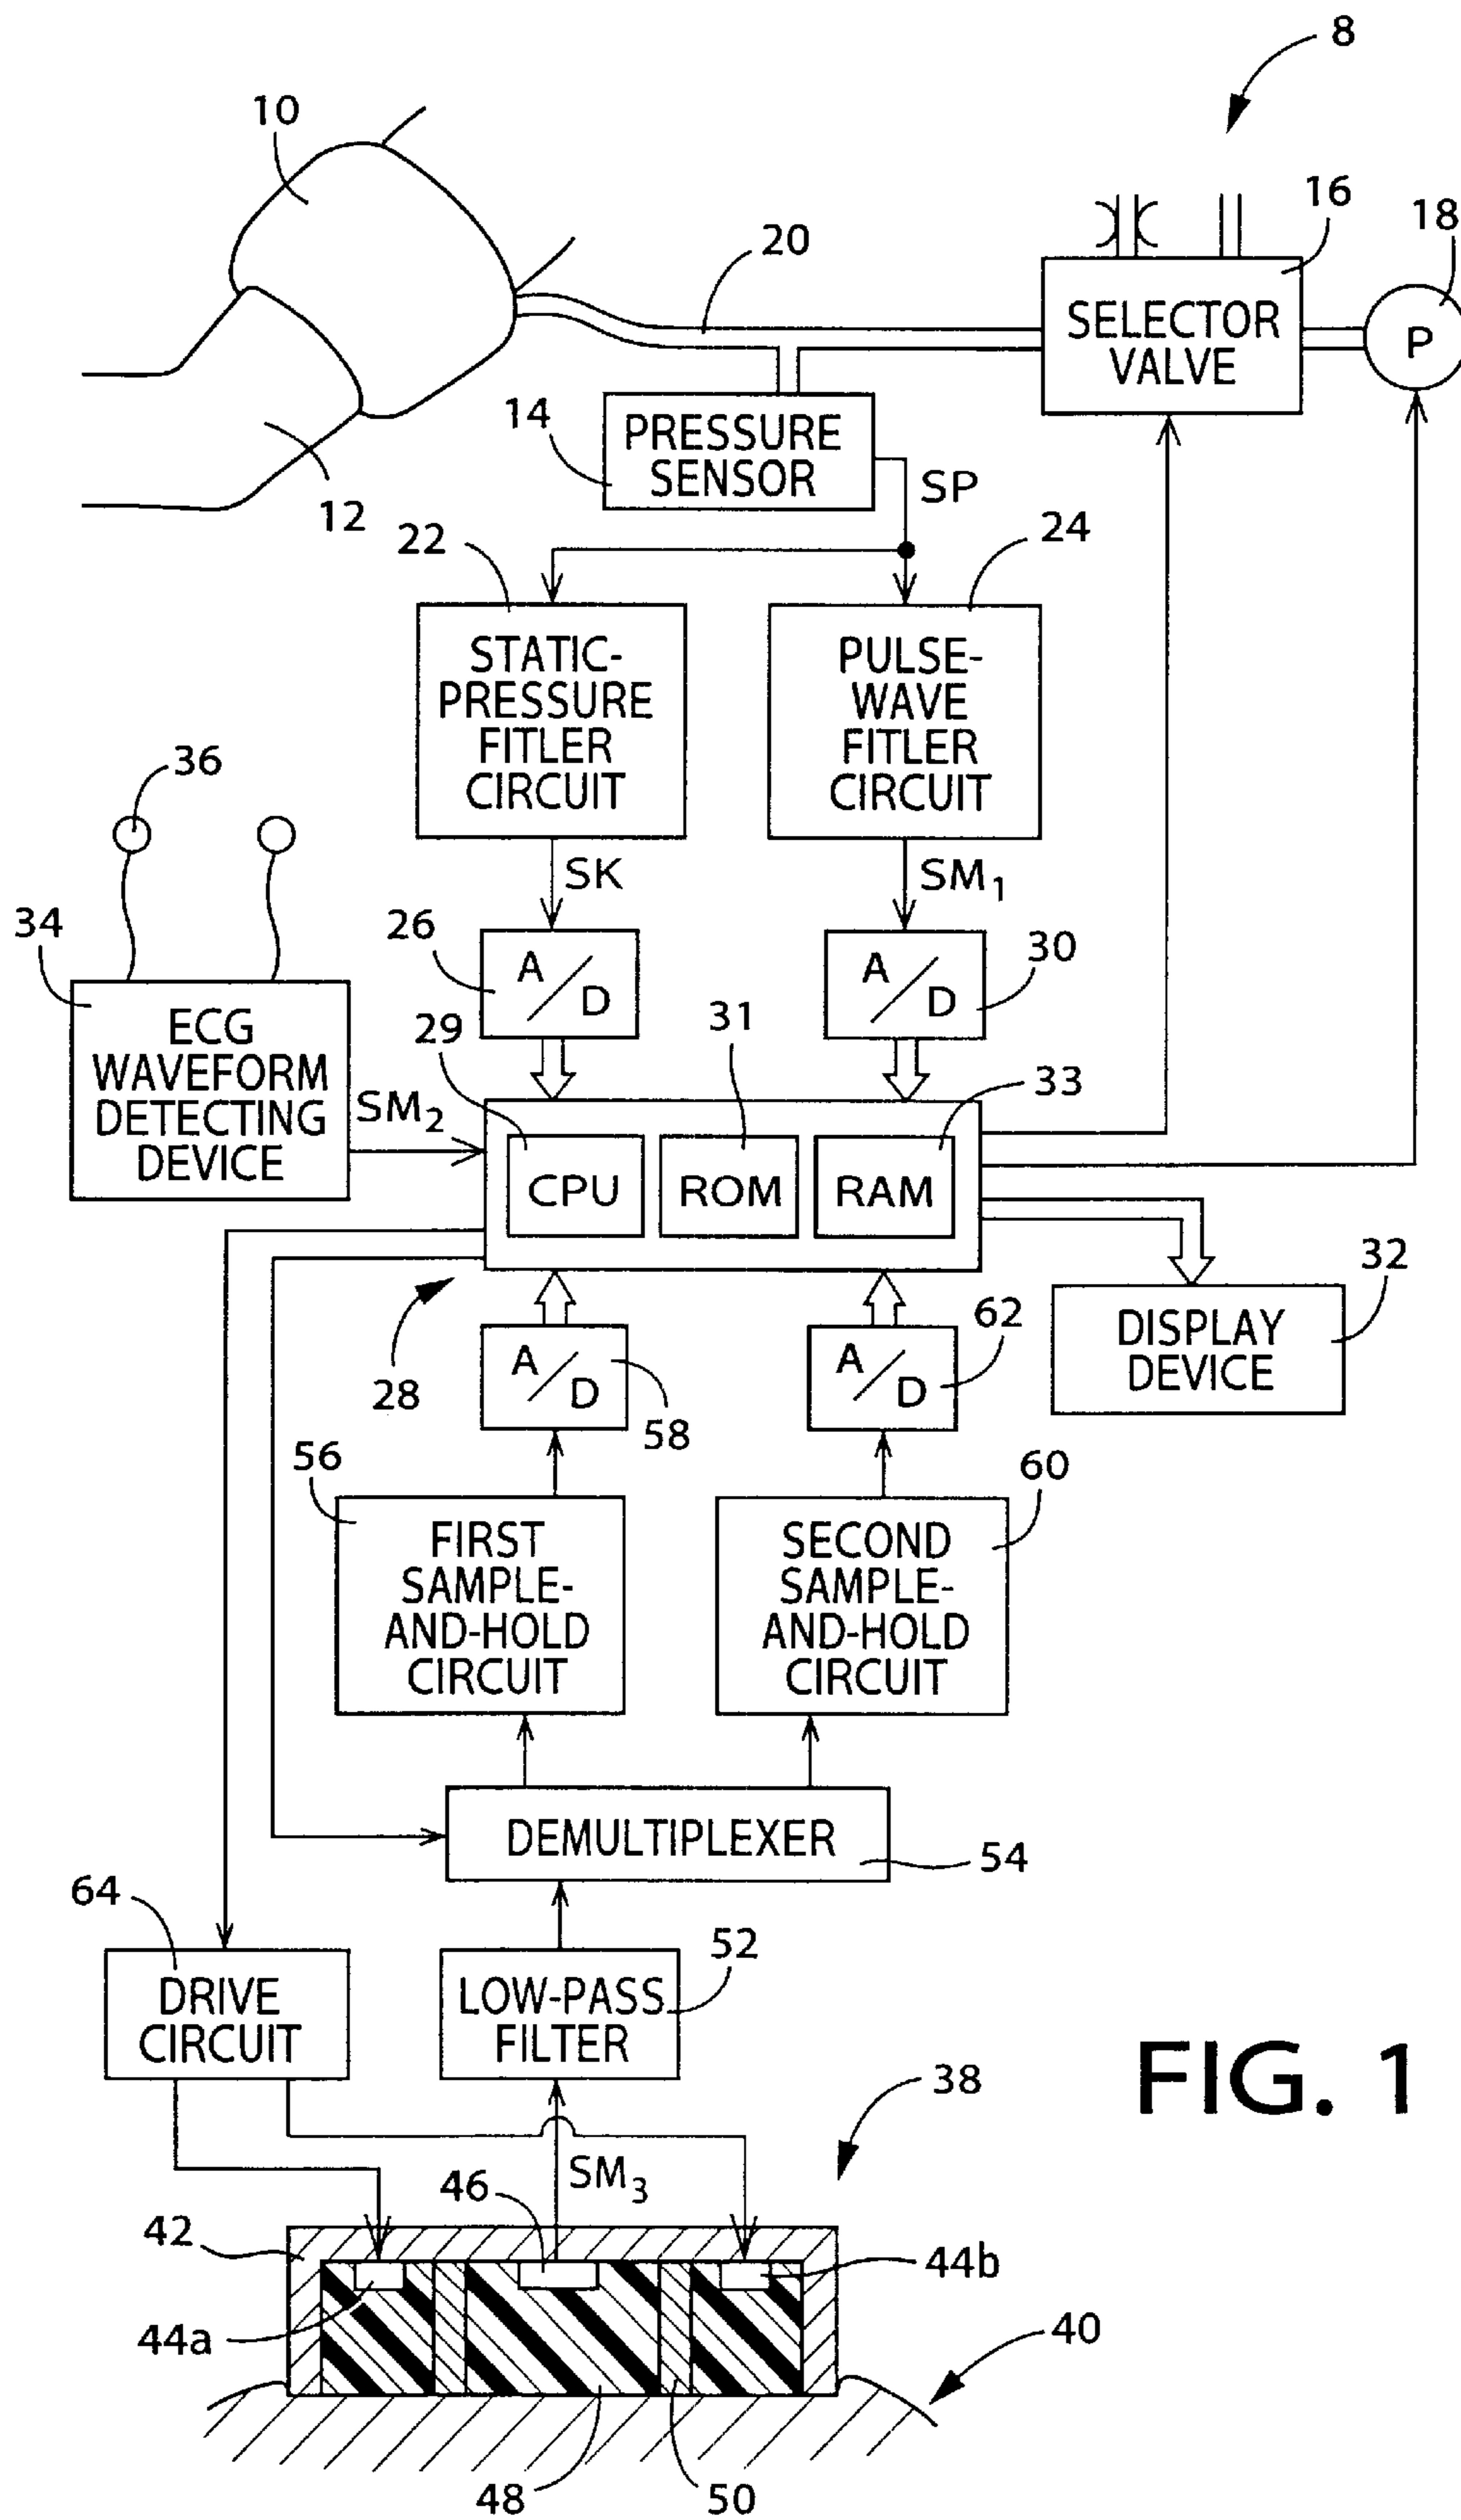 8
10
16
18
20
SELECTOR
VALVE
P
14
PRESSURE
SENSOR
SP
12
22
24
STATIC-
PRESSURE
FITLER
CIRCUIT
PULSE-
WAVE
FITLER
CIRCUIT
36
SK
SM1
34
26
A/D
30
A/D
29
31
33
ECG
WAVEFORM
DETECTING
DEVICE
SM2
CPU
ROM
RAM
32
28
A/D
58
62
A/D
DISPLAY
DEVICE
56
60
FIRST
SAMPLE-
AND-HOLD
CIRCUIT
SECOND
SAMPLE-
AND-HOLD
CIRCUIT
DEMULTIPLEXER
54
64
52
DRIVE
CIRCUIT
LOW-PASS
FILTER
FIG. 1
38
46
SM3
42
44b
44a
40
48
50